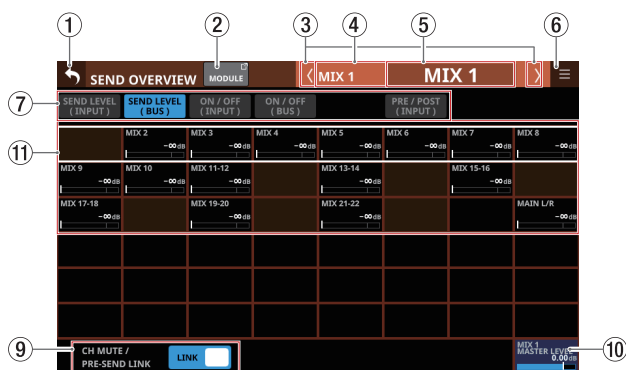 1 2 3 4 5 6
SEND OVERVIEW MODULE MIX 1 MIX 1
7
SEND LEVEL SEND LEVEL ON / OFF ON / OFF PRE / POST
( INPUT ) ( BUS ) ( INPUT ) ( BUS ) ( INPUT )
11
MIX 2 MIX 3 MIX 4 MIX 5 MIX 6 MIX 7 MIX 8
-∞dB -∞dB -∞dB -∞dB -∞dB -∞dB -∞dB
MIX 9 MIX 10 MIX 11-12 MIX 13-14 MIX 15-16
-∞dB -∞dB -∞dB -∞dB -∞dB
MIX 17-18 MIX 19-20 MIX 21-22 MAIN L/R
-∞dB -∞dB -∞dB -∞dB
9
CH MUTE /
PRE-SEND LINK
LINK
MIX 1
MASTER LEVEL
0.00dB
10